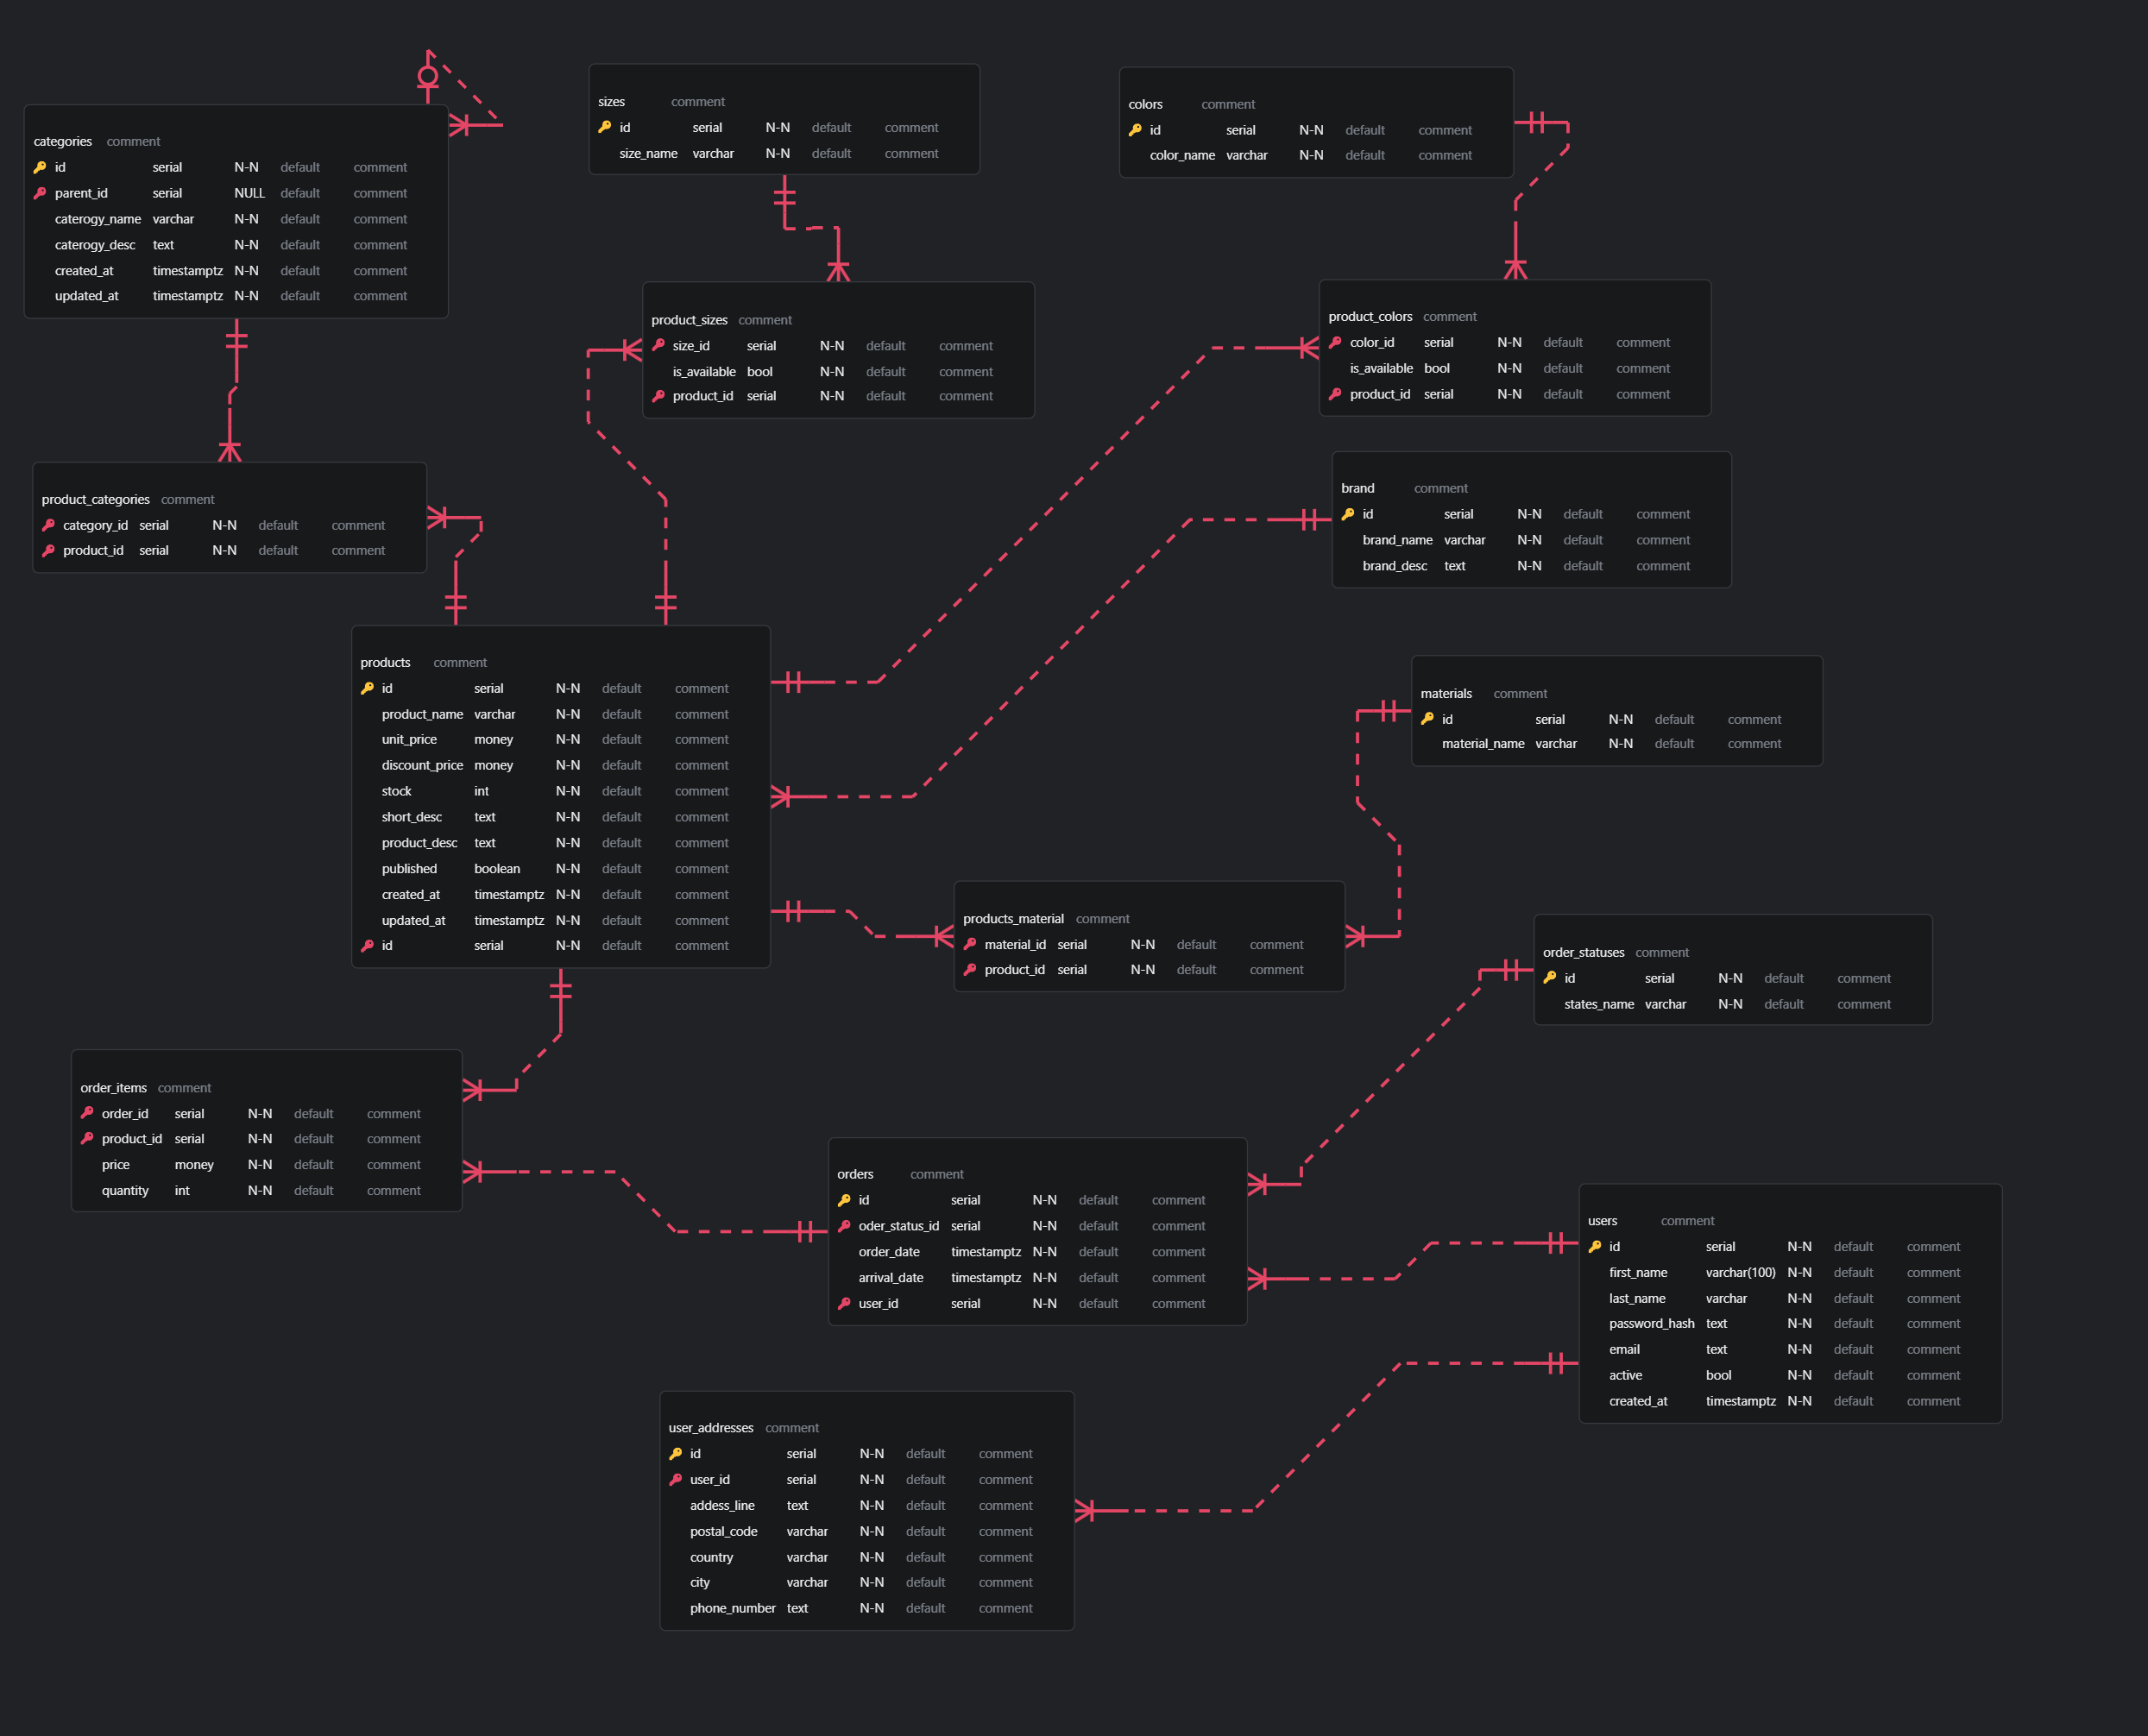 categories comment
id serial N-N default comment
parent_id serial NULL default comment
caterogy_name varchar N-N default comment
caterogy_desc text N-N default comment
created_at timestamptz N-N default comment
updated_at timestamptz N-N default comment
sizes comment
id serial N-N default comment
size_name varchar N-N default comment
colors comment
id serial N-N default comment
color_name varchar N-N default comment
product_sizes comment
size_id serial N-N default comment
is_available bool N-N default comment
product_id serial N-N default comment
product_colors comment
color_id serial N-N default comment
is_available bool N-N default comment
product_id serial N-N default comment
product_categories comment
category_id serial N-N default comment
product_id serial N-N default comment
brand comment
id serial N-N default comment
brand_name varchar N-N default comment
brand_desc text N-N default comment
products comment
id serial N-N default comment
product_name varchar N-N default comment
unit_price money N-N default comment
discount_price money N-N default comment
stock int N-N default comment
short_desc text N-N default comment
product_desc text N-N default comment
published boolean N-N default comment
created_at timestamptz N-N default comment
updated_at timestamptz N-N default comment
id serial N-N default comment
materials comment
id serial N-N default comment
material_name varchar N-N default comment
products_material comment
material_id serial N-N default comment
product_id serial N-N default comment
order_statuses comment
id serial N-N default comment
states_name varchar N-N default comment
order_items comment
order_id serial N-N default comment
product_id serial N-N default comment
price money N-N default comment
quantity int N-N default comment
orders comment
id serial N-N default comment
oder_status_id serial N-N default comment
order_date timestamptz N-N default comment
arrival_date timestamptz N-N default comment
user_id serial N-N default comment
users comment
id serial N-N default comment
first_name varchar(100) N-N default comment
last_name varchar N-N default comment
password_hash text N-N default comment
email text N-N default comment
active bool N-N default comment
created_at timestamptz N-N default comment
user_addresses comment
id serial N-N default comment
user_id serial N-N default comment
addess_line text N-N default comment
postal_code varchar N-N default comment
country varchar N-N default comment
city varchar N-N default comment
phone_number text N-N default comment